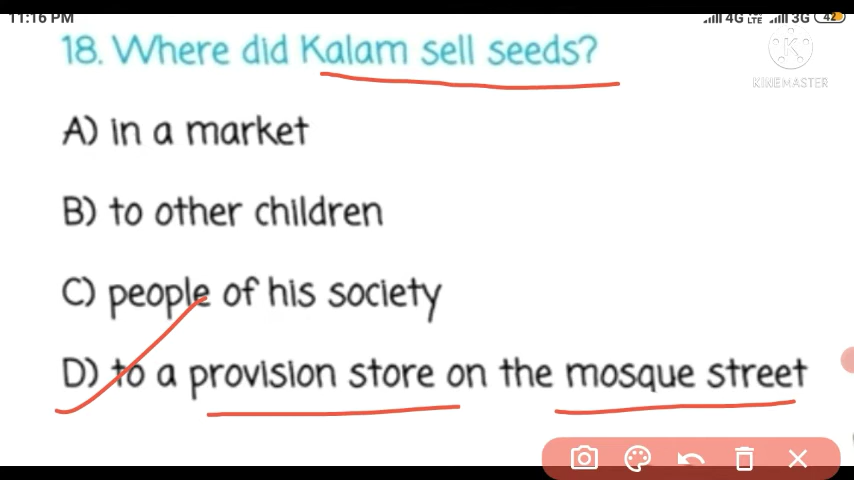 11:16 PM 4G LTE 3G 42
18. Where did Kalam sell seeds?
KINEMASTER
A) in a market
B) to other children
C) people of his society
D) to a provision store on the mosque street